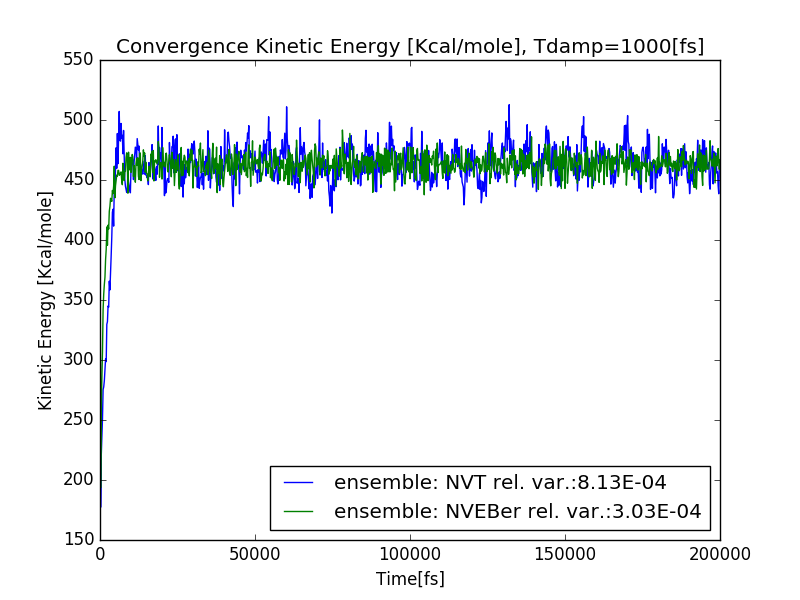 Convergence Kinetic Energy [Kcal/mole], Tdamp=1000[fs]
550
500
450
400
350
300
250
200
150
Kinetic Energy [Kcal/mole]
ensemble: NVT rel. var.:8.13E-04
ensemble: NVEBer rel. var.:3.03E-04
0
50000
100000
150000
200000
Time[fs]